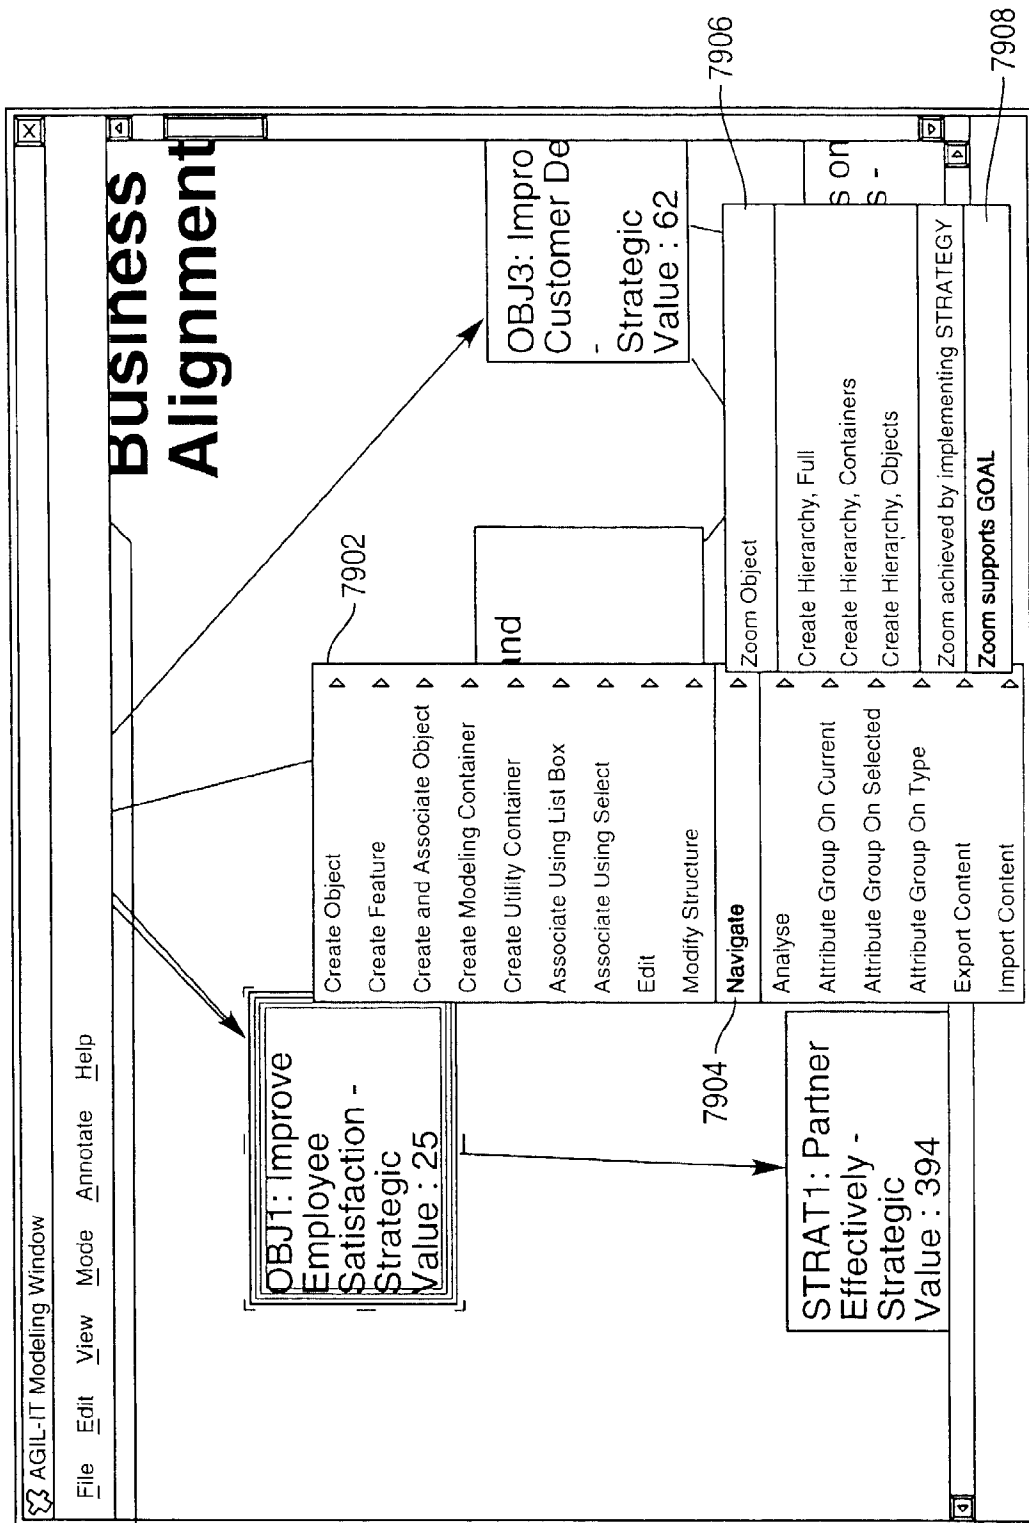 AGIL-IT Modeling Window
File Edit View Mode Annotate Help
Business
Alignment
OBJ1: Improve
Employee
Satisfaction -
Strategic
Value : 25
7902
Create Object
Create Feature
Create and Associate Object
Create Modeling Container
Create Utility Container
Associate Using List Box
Associate Using Select
Edit
Modify Structure
Navigate
Analyse
Attribute Group On Current
Attribute Group On Selected
Attribute Group On Type
Export Content
Import Content
and
OBJ3: Impro
Customer De
-
Strategic
Value : 62
7904
7906
Zoom Object
Create Hierarchy, Full
Create Hierarchy, Containers
Create Hierarchy, Objects
Zoom achieved by implementing STRATEGY
Zoom supports GOAL
7908
s on
s -
STRAT1: Partner
Effectively -
Strategic
Value : 394